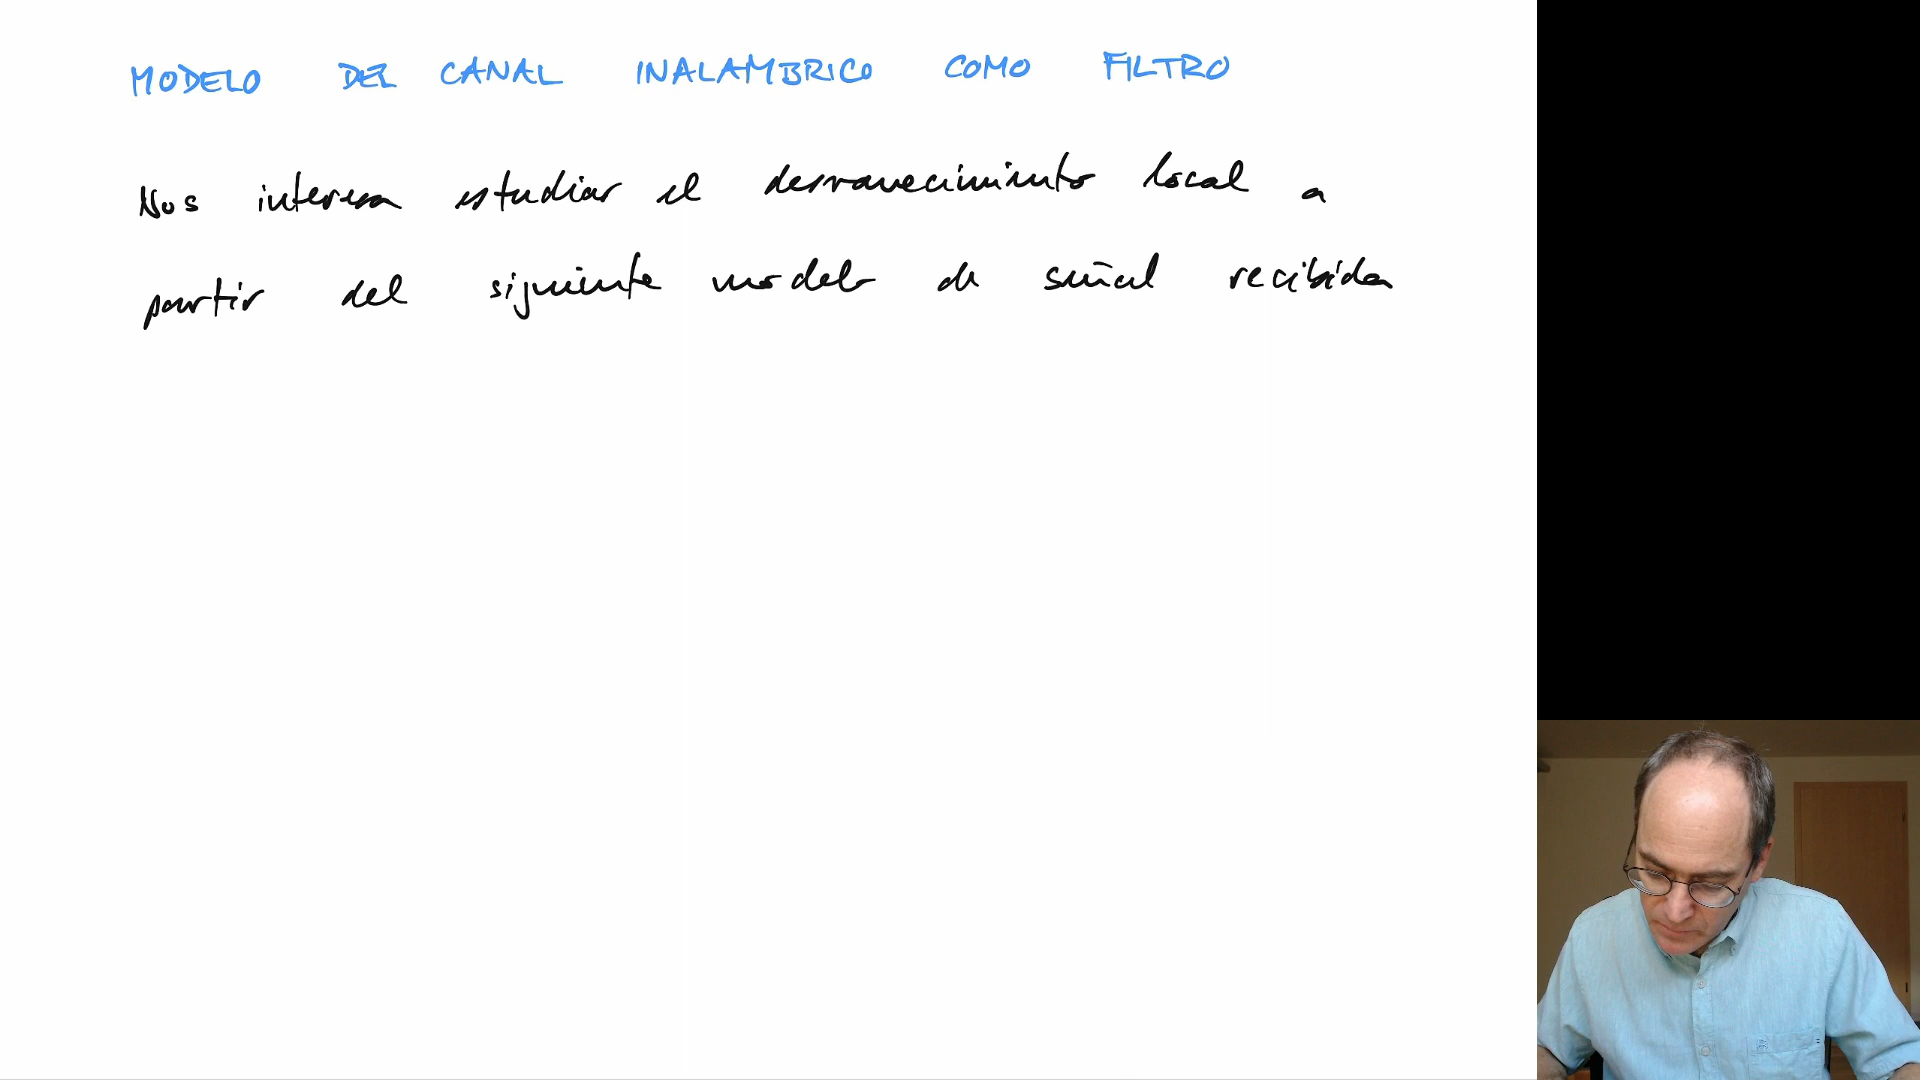 MODELO DEL CANAL INALAMBRICO COMO FILTRO
Nos interesa estudiar el desvanecimiento local a
partir del siguiente modelo de señal recibida